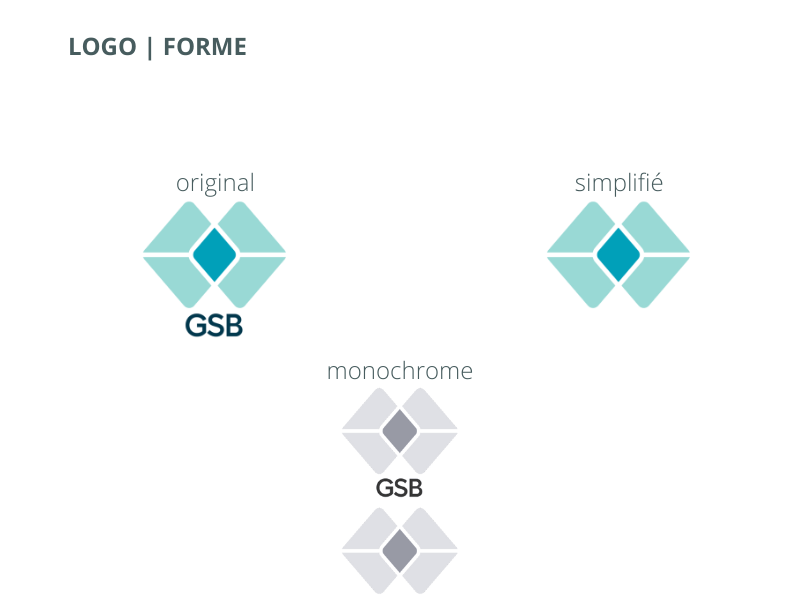 LOGO | FORME
original
simplifié
GSB
monochrome
GSB